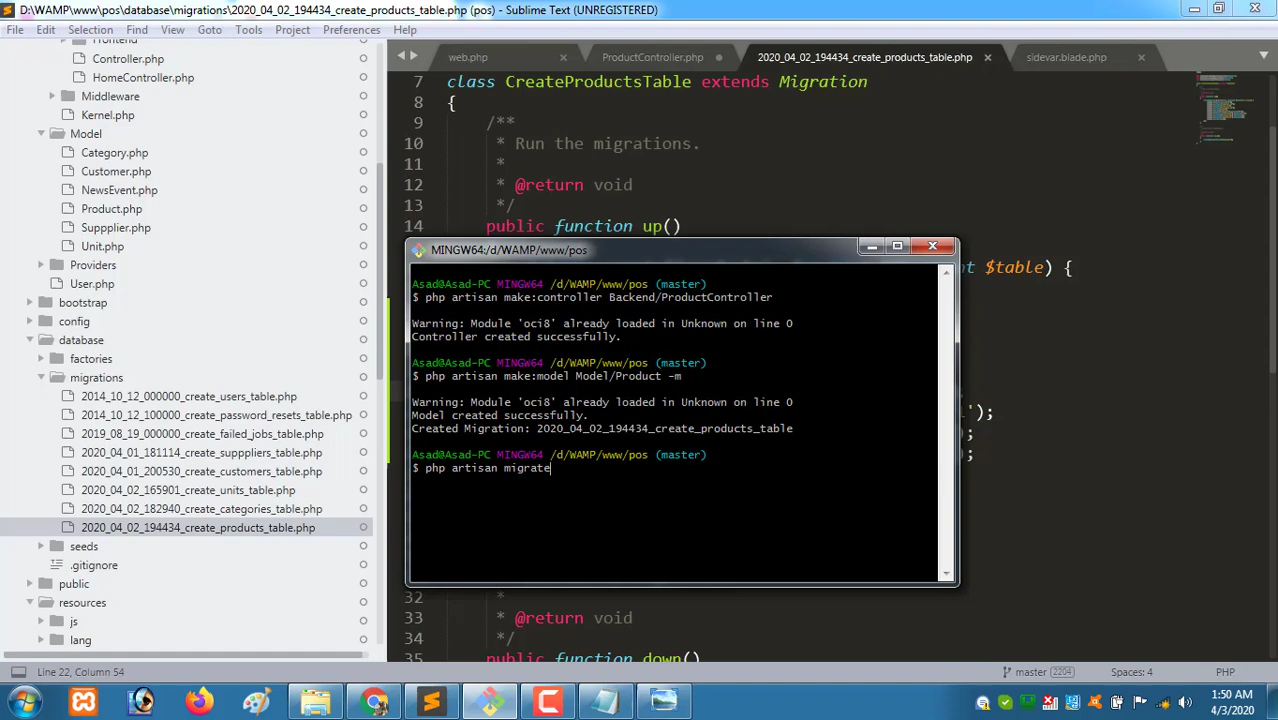 D:\WAMP\www\pos\database\migrations\2020_04_02_194434_create_products_table.php (pos) - Sublime Text (UNREGISTERED)
File Edit Selection Find View Goto Tools Project Preferences Help
Frontend
Controller.php
HomeController.php
Middleware
Kernel.php
Model
Category.php
Customer.php
NewsEvent.php
Product.php
Suppplier.php
Unit.php
Providers
User.php
bootstrap
config
database
factories
migrations
2014_10_12_000000_create_users_table.php
2014_10_12_100000_create_password_resets_table.php
2019_08_19_000000_create_failed_jobs_table.php
2020_04_01_181114_create_supppliers_table.php
2020_04_01_200530_create_customers_table.php
2020_04_02_165901_create_units_table.php
2020_04_02_182940_create_categories_table.php
2020_04_02_194434_create_products_table.php
seeds
.gitignore
public
resources
js
lang
web.php ProductController.php 2020_04_02_194434_create_products_table.php sidevar.blade.php
7 class CreateProductsTable extends Migration
8 {
9 /**
10 * Run the migrations.
11 *
12 * @return void
13 */
14 public function up()
nt $table) {
');
);
);
MINGW64:/d/WAMP/www/pos
Asad@Asad-PC MINGW64 /d/WAMP/www/pos (master)
$ php artisan make:controller Backend/ProductController
Warning: Module 'oci8' already loaded in Unknown on line 0
Controller created successfully.
Asad@Asad-PC MINGW64 /d/WAMP/www/pos (master)
$ php artisan make:model Model/Product -m
Warning: Module 'oci8' already loaded in Unknown on line 0
Model created successfully.
Created Migration: 2020_04_02_194434_create_products_table
Asad@Asad-PC MINGW64 /d/WAMP/www/pos (master)
$ php artisan migrate
32 *
33 * @return void
34 */
35 public function down()
Line 22, Column 54 master 2204 Spaces: 4 PHP
1:50 AM
4/3/2020